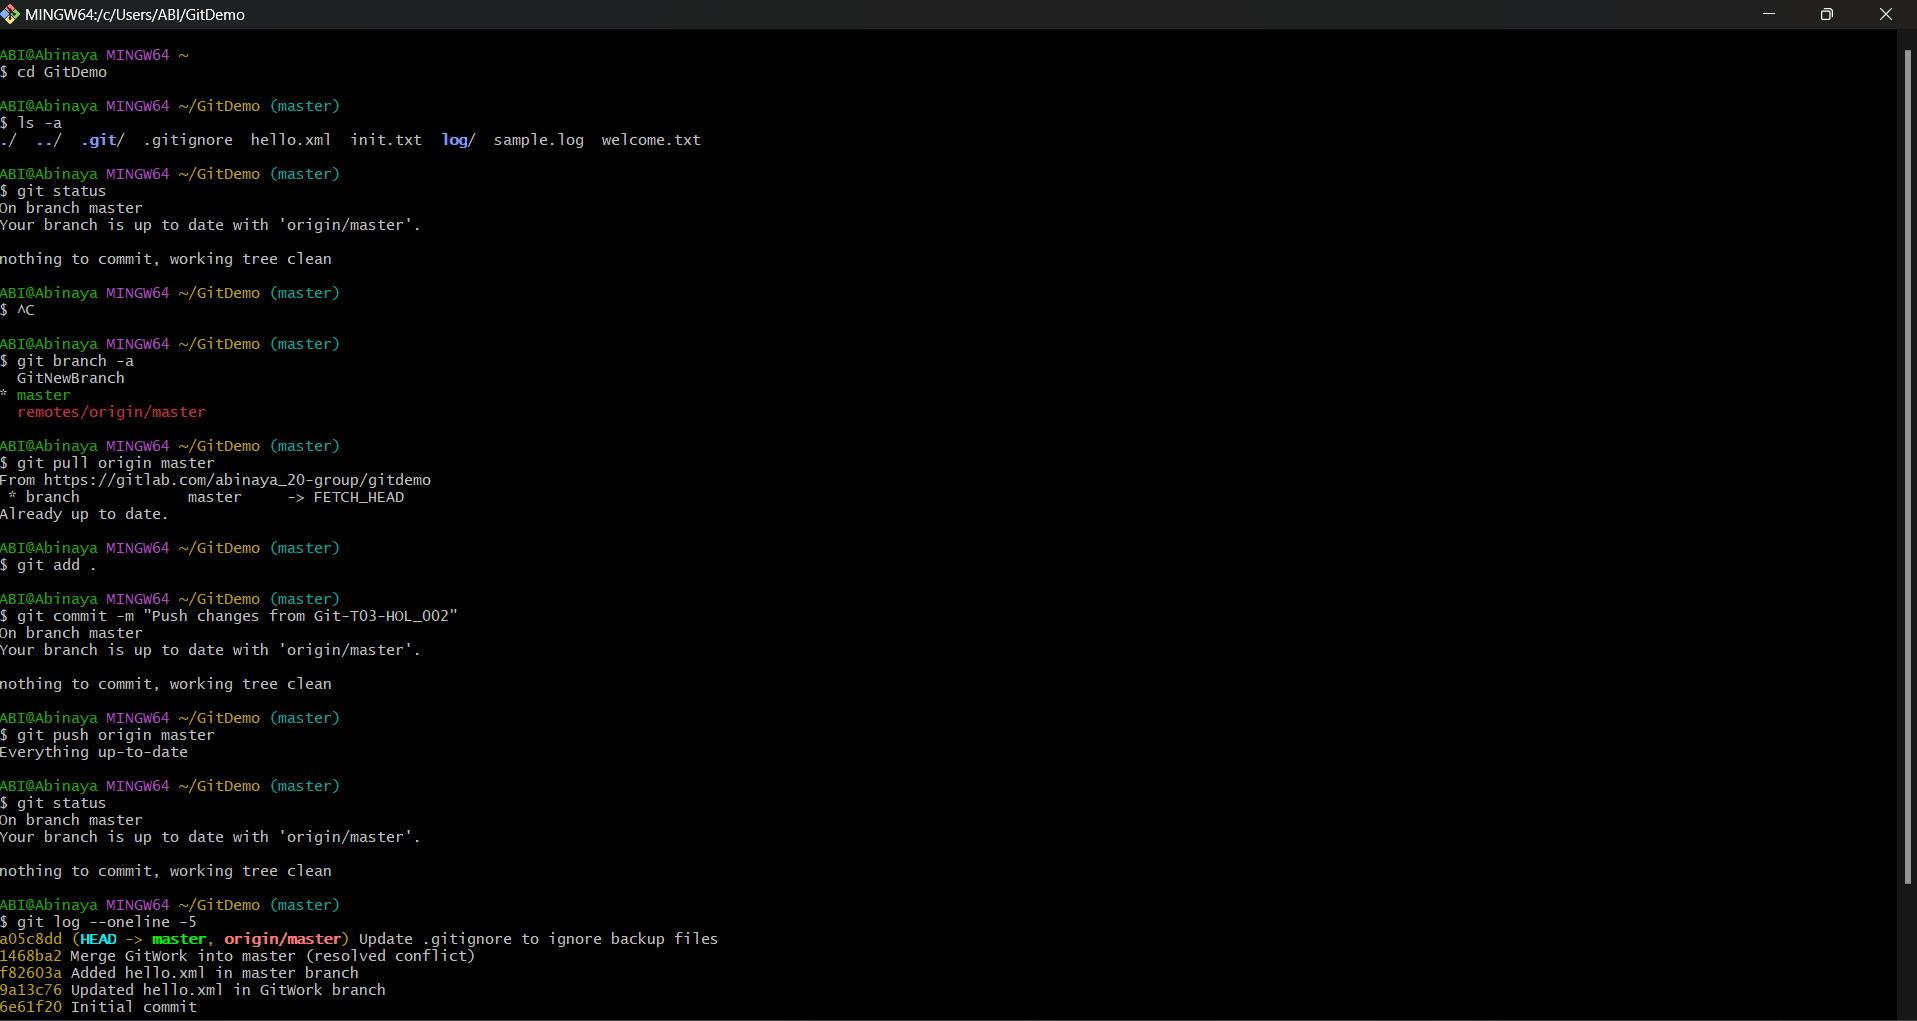 MINGW64:/c/Users/ABI/GitDemo
ABI@Abinaya MINGW64 ~
$ cd GitDemo
ABI@Abinaya MINGW64 ~/GitDemo (master)
$ ls -a
./  ../  .git/  .gitignore  hello.xml  init.txt  log/  sample.log  welcome.txt
ABI@Abinaya MINGW64 ~/GitDemo (master)
$ git status
On branch master
Your branch is up to date with 'origin/master'.
nothing to commit, working tree clean
ABI@Abinaya MINGW64 ~/GitDemo (master)
$ ^C
ABI@Abinaya MINGW64 ~/GitDemo (master)
$ git branch -a
  GitNewBranch
* master
  remotes/origin/master
ABI@Abinaya MINGW64 ~/GitDemo (master)
$ git pull origin master
From https://gitlab.com/abinaya_20-group/gitdemo
 * branch            master     -> FETCH_HEAD
Already up to date.
ABI@Abinaya MINGW64 ~/GitDemo (master)
$ git add .
ABI@Abinaya MINGW64 ~/GitDemo (master)
$ git commit -m "Push changes from Git-T03-HOL_002"
On branch master
Your branch is up to date with 'origin/master'.
nothing to commit, working tree clean
ABI@Abinaya MINGW64 ~/GitDemo (master)
$ git push origin master
Everything up-to-date
ABI@Abinaya MINGW64 ~/GitDemo (master)
$ git status
On branch master
Your branch is up to date with 'origin/master'.
nothing to commit, working tree clean
ABI@Abinaya MINGW64 ~/GitDemo (master)
$ git log --oneline -5
a05c8dd (HEAD -> master, origin/master) Update .gitignore to ignore backup files
1468ba2 Merge GitWork into master (resolved conflict)
f82603a Added hello.xml in master branch
9a13c76 Updated hello.xml in GitWork branch
6e61f20 Initial commit